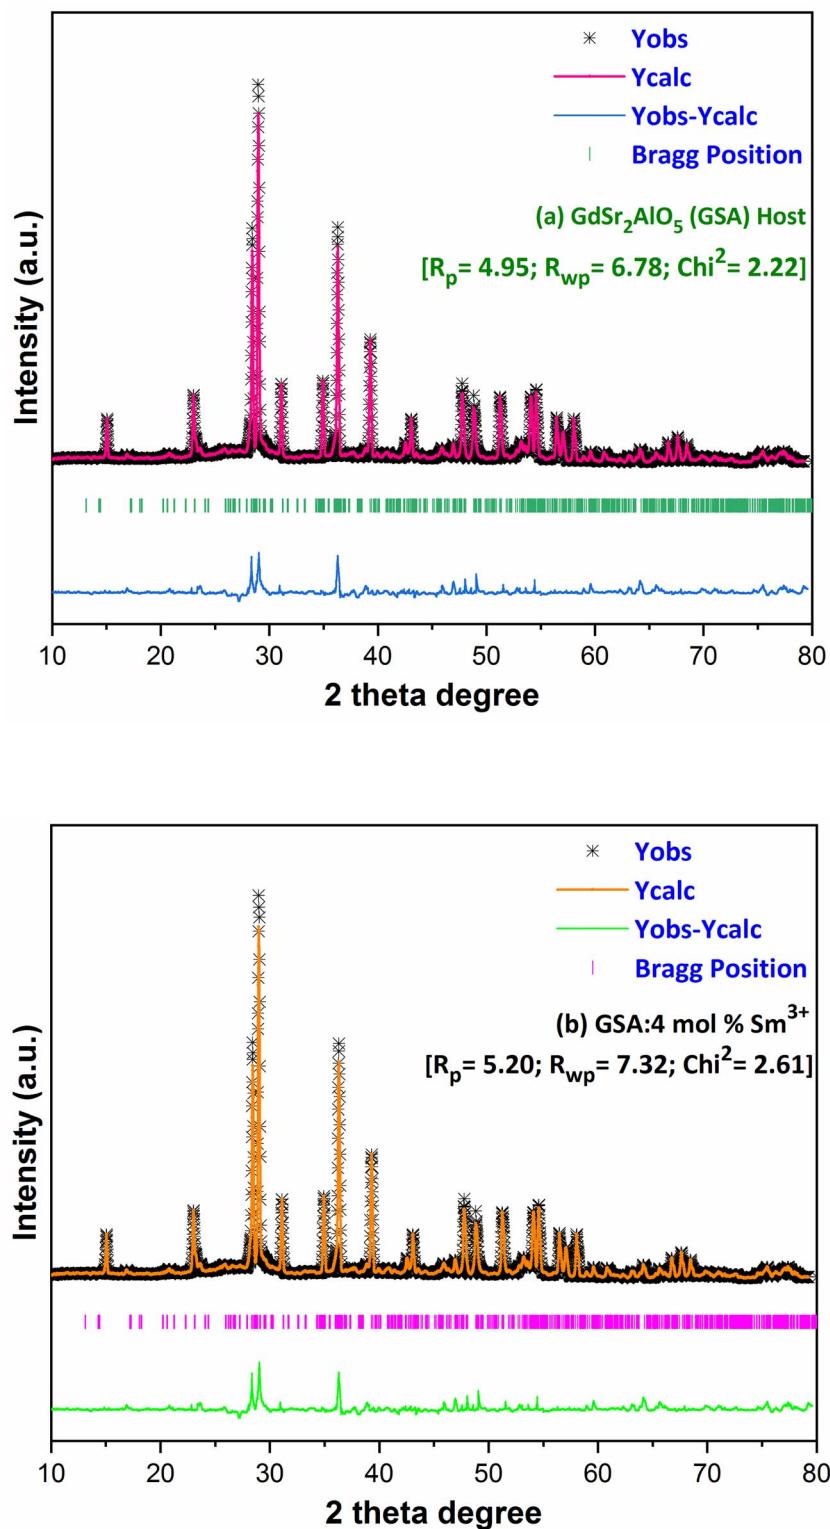 Yobs
Ycalc
Yobs-Ycalc
Bragg Position
(a) GdSr₂AlO₅ (GSA) Host
[Rₚ= 4.95; R_wp= 6.78; Chi²= 2.22]
Intensity (a.u.)
10 20 30 40 50 60 70 80
2 theta degree
Yobs
Ycalc
Yobs-Ycalc
Bragg Position
(b) GSA:4 mol % Sm³⁺
[Rₚ= 5.20; R_wp= 7.32; Chi²= 2.61]
Intensity (a.u.)
10 20 30 40 50 60 70 80
2 theta degree